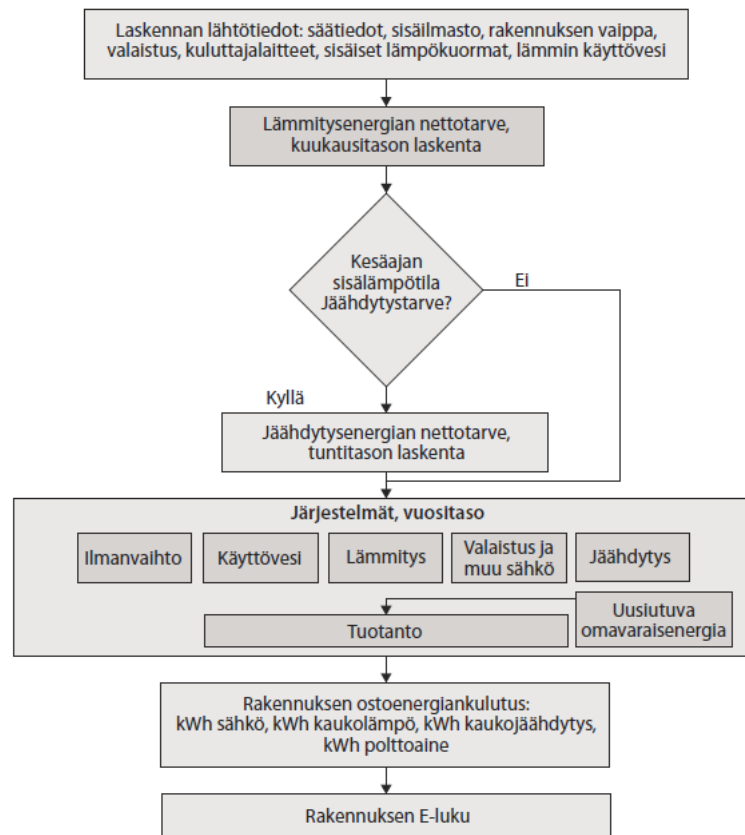 Laskennan lähtötiedot: säätiedot, sisäilmasto, rakennuksen vaippa,
valaistus, kuluttajalaitteet, sisäiset lämpökuormat, lämmin käyttövesi
Lämmitysenergian nettotarve,
kuukausitason laskenta
Kesäajan
sisälämpötila
Jäähdytystarve?
Ei
Kyllä
Jäähdytysenergian nettotarve,
tuntitason laskenta
Järjestelmät, vuositaso
Ilmanvaihto
Käyttövesi
Lämmitys
Valaistus ja
muu sähkö
Jäähdytys
Uusiutuva
omavaraisenergia
Tuotanto
Rakennuksen ostoenergiankulutus:
kWh sähkö, kWh kaukolämpö, kWh kaukojäähdytys,
kWh polttoaine
Rakennuksen E-luku